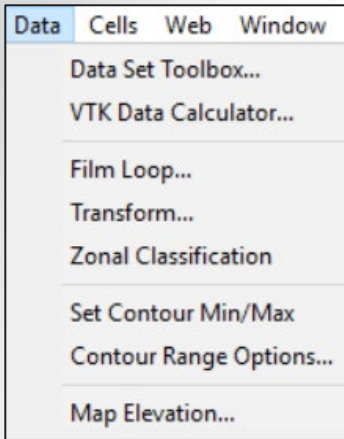 Data Cells Web Window
Data Set Toolbox...
VTK Data Calculator...
Film Loop...
Transform...
Zonal Classification
Set Contour Min/Max
Contour Range Options...
Map Elevation...